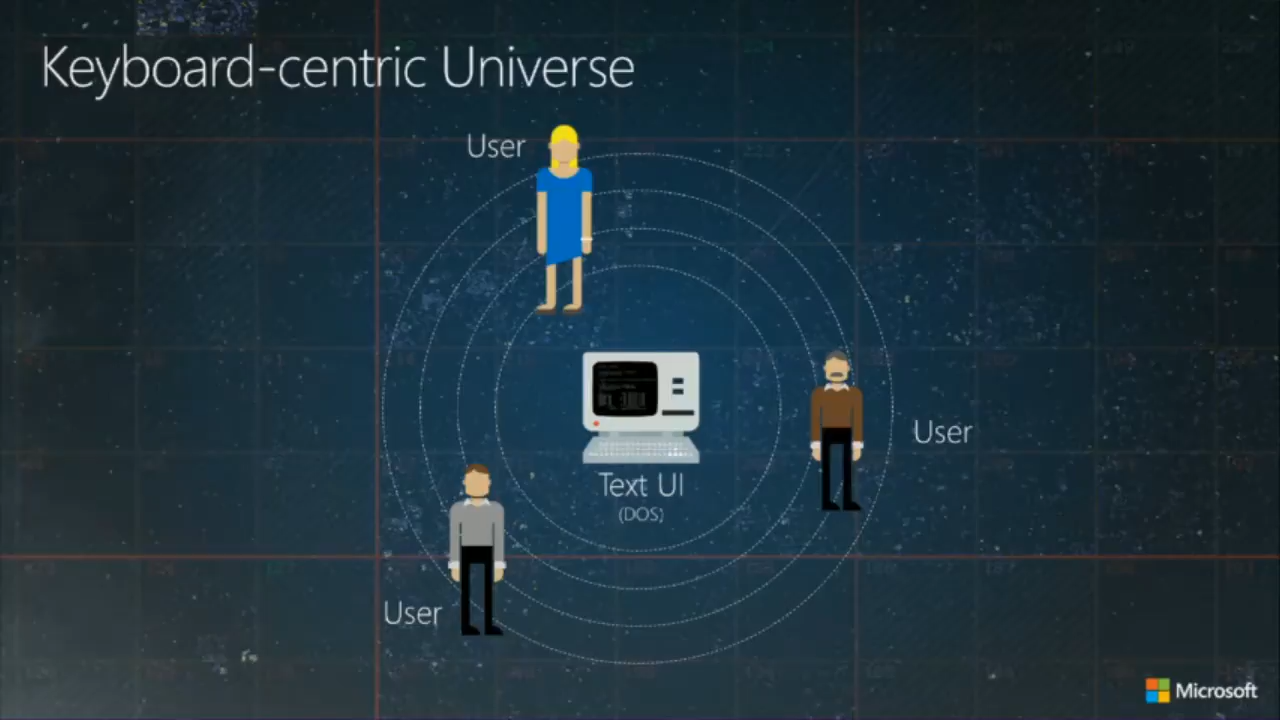 Keyboard-centric Universe
User
User
Text UI
(DOS)
User
Microsoft